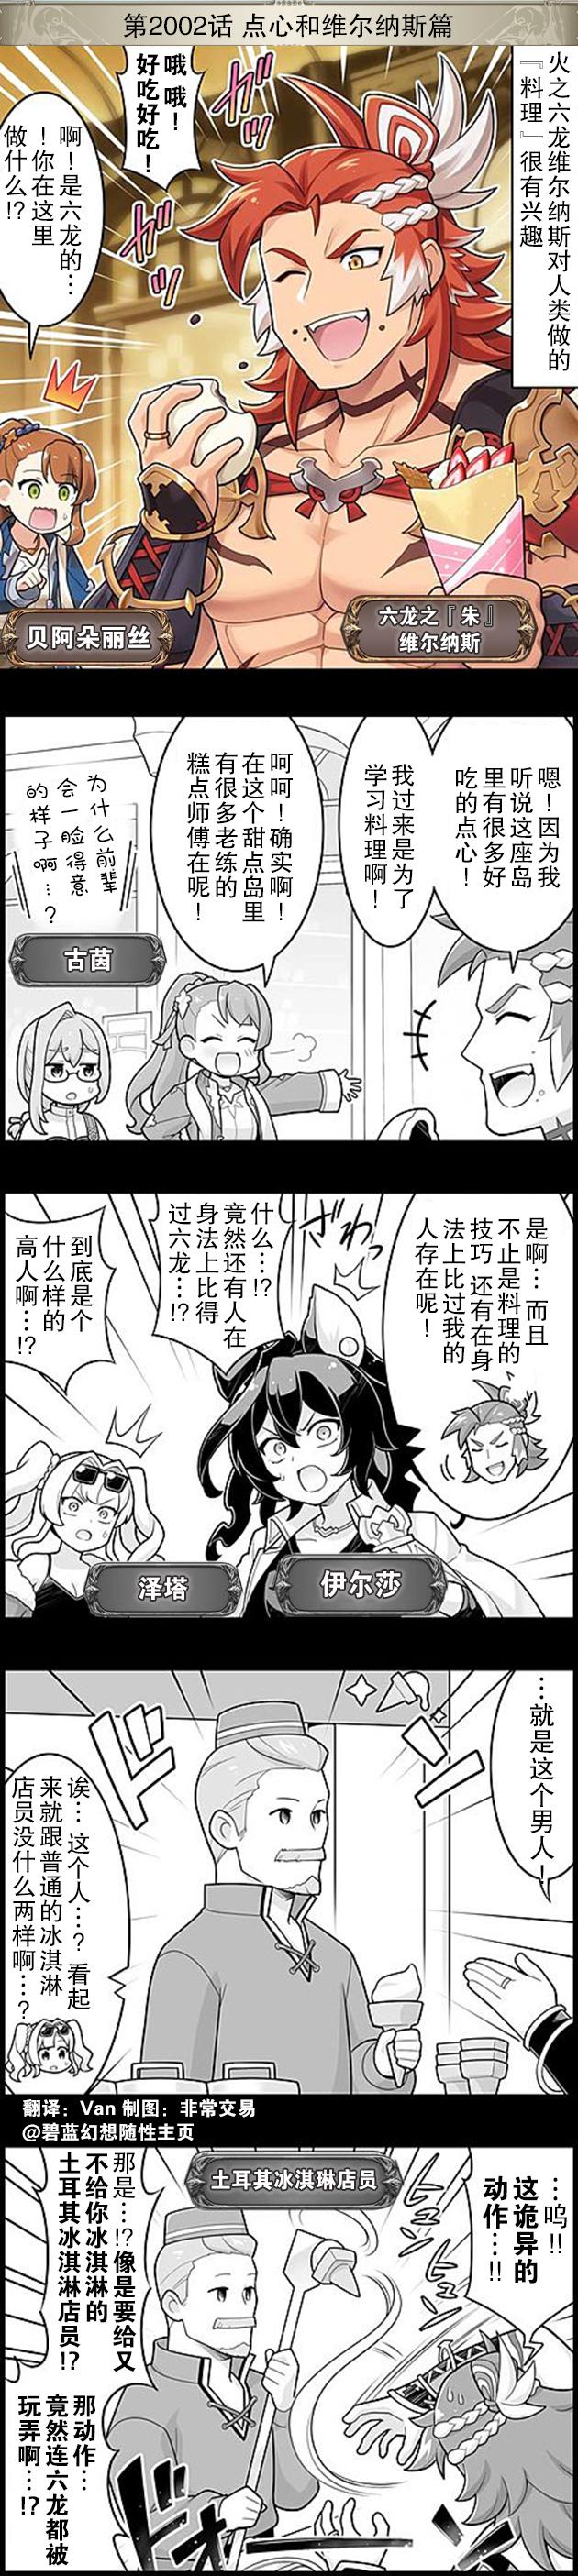 第2002话 点心和维尔纳斯篇
火之六龙维尔纳斯对人类做的
『料理』很有兴趣
哦哦！
好吃好吃！
ガッ
ガッ
ガッ
ガッ
啊！是六龙的…
！你在这里
做什么!?
贝阿朵丽丝
六龙之『朱』
维尔纳斯
嗯！因为我
听说这座岛
里有很多好
吃的点心！
我过来是为了
学习料理啊！
呵呵！确实啊！
在这个甜点岛里
有很多老练的
糕点师傅在呢！
为什么前辈
会一脸得意
的样子啊…?
古茵
是啊…而且
不止是料理的
技巧 还有在身
法上比过我的
人存在呢！
ざわっ
什么…!?
竟然还有人在
身法上比得
过六龙…!?
到底是个
什么样的
高人啊…!?
泽塔
伊尔莎
…就是这个男人！
ドドン
诶…这个人…? 看起
来就跟普通的冰淇淋
店员没什么两样啊…?
翻译：Van 制图：非常交易
@碧蓝幻想随性主页
土耳其冰淇琳店员
…呜!!
这诡异的
动作…!!
那是…!?像是要给又
不给你冰淇淋的
土耳其冰淇淋店员!?
那动作…
竟然连六龙都被
玩弄啊…!?